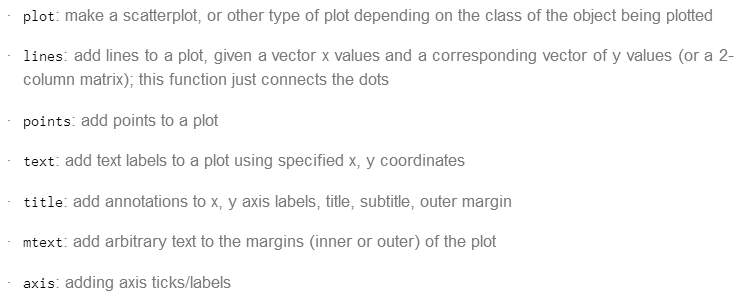 · plot: make a scatterplot, or other type of plot depending on the class of the object being plotted
· lines: add lines to a plot, given a vector x values and a corresponding vector of y values (or a 2-
column matrix); this function just connects the dots
· points: add points to a plot
· text: add text labels to a plot using specified x, y coordinates
· title: add annotations to x, y axis labels, title, subtitle, outer margin
· mtext: add arbitrary text to the margins (inner or outer) of the plot
· axis: adding axis ticks/labels